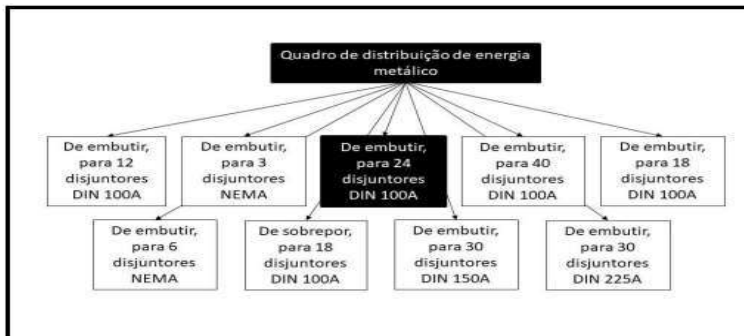 Quadro de distribuição de energia
metálico
De embutir,
para 12
disjuntores
DIN 100A
De embutir,
para 3
disjuntores
NEMA
De embutir,
para 24
disjuntores
DIN 100A
De embutir,
para 40
disjuntores
DIN 100A
De embutir,
para 18
disjuntores
DIN 100A
De embutir,
para 6
disjuntores
NEMA
De sobrepor,
para 18
disjuntores
DIN 100A
De embutir,
para 30
disjuntores
DIN 150A
De embutir,
para 30
disjuntores
DIN 225A